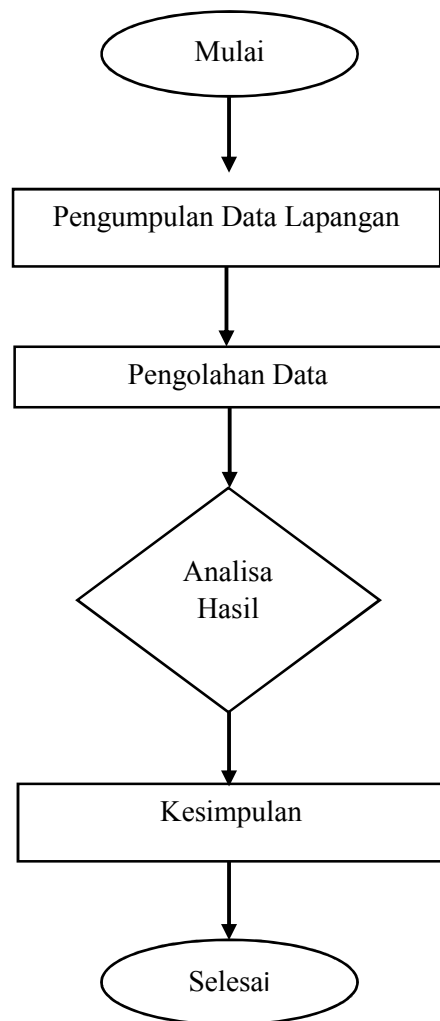 Mulai
Pengumpulan Data Lapangan
Pengolahan Data
Analisa
Hasil
Kesimpulan
Selesai